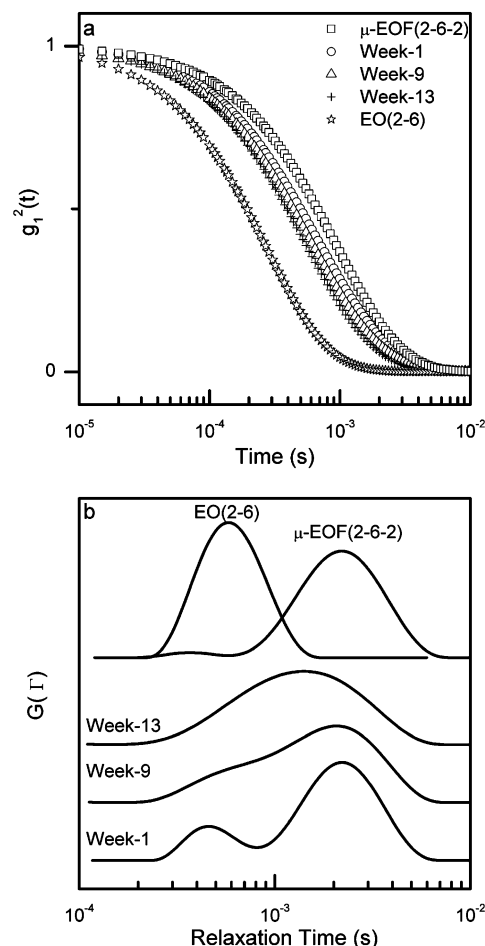 a
μ-EOF(2-6-2)
Week-1
Week-9
Week-13
EO(2-6)
1
0
g₁²(t)
10⁻⁵
10⁻⁴
10⁻³
10⁻²
Time (s)
b
EO(2-6)
μ-EOF(2-6-2)
G(Γ)
Week-13
Week-9
Week-1
10⁻⁴
10⁻³
10⁻²
Relaxation Time (s)